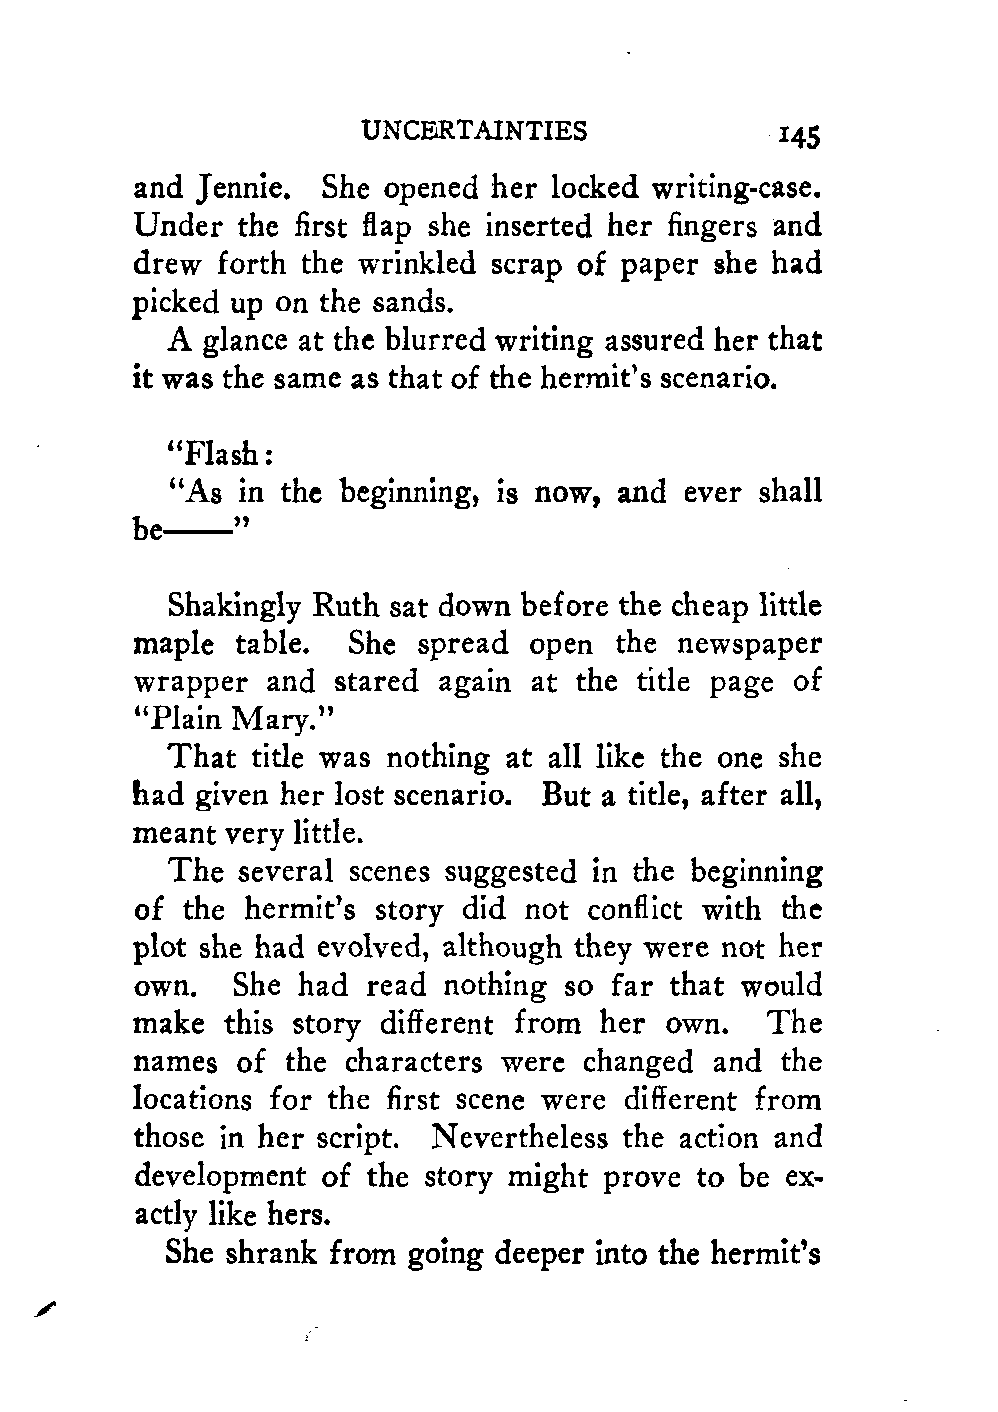 UNCERTAINTIES 145
and Jennie. She opened her locked writing-case.
Under the first flap she inserted her fingers and
drew forth the wrinkled scrap of paper she had
picked up on the sands.
A glance at the blurred writing assured her that
it was the same as that of the hermit's scenario.
"Flash:
"As in the beginning, is now, and ever shall
be——"
Shakingly Ruth sat down before the cheap little
maple table. She spread open the newspaper
wrapper and stared again at the title page of
"Plain Mary."
That title was nothing at all like the one she
had given her lost scenario. But a title, after all,
meant very little.
The several scenes suggested in the beginning
of the hermit's story did not conflict with the
plot she had evolved, although they were not her
own. She had read nothing so far that would
make this story different from her own. The
names of the characters were changed and the
locations for the first scene were different from
those in her script. Nevertheless the action and
development of the story might prove to be ex-
actly like hers.
She shrank from going deeper into the hermit's